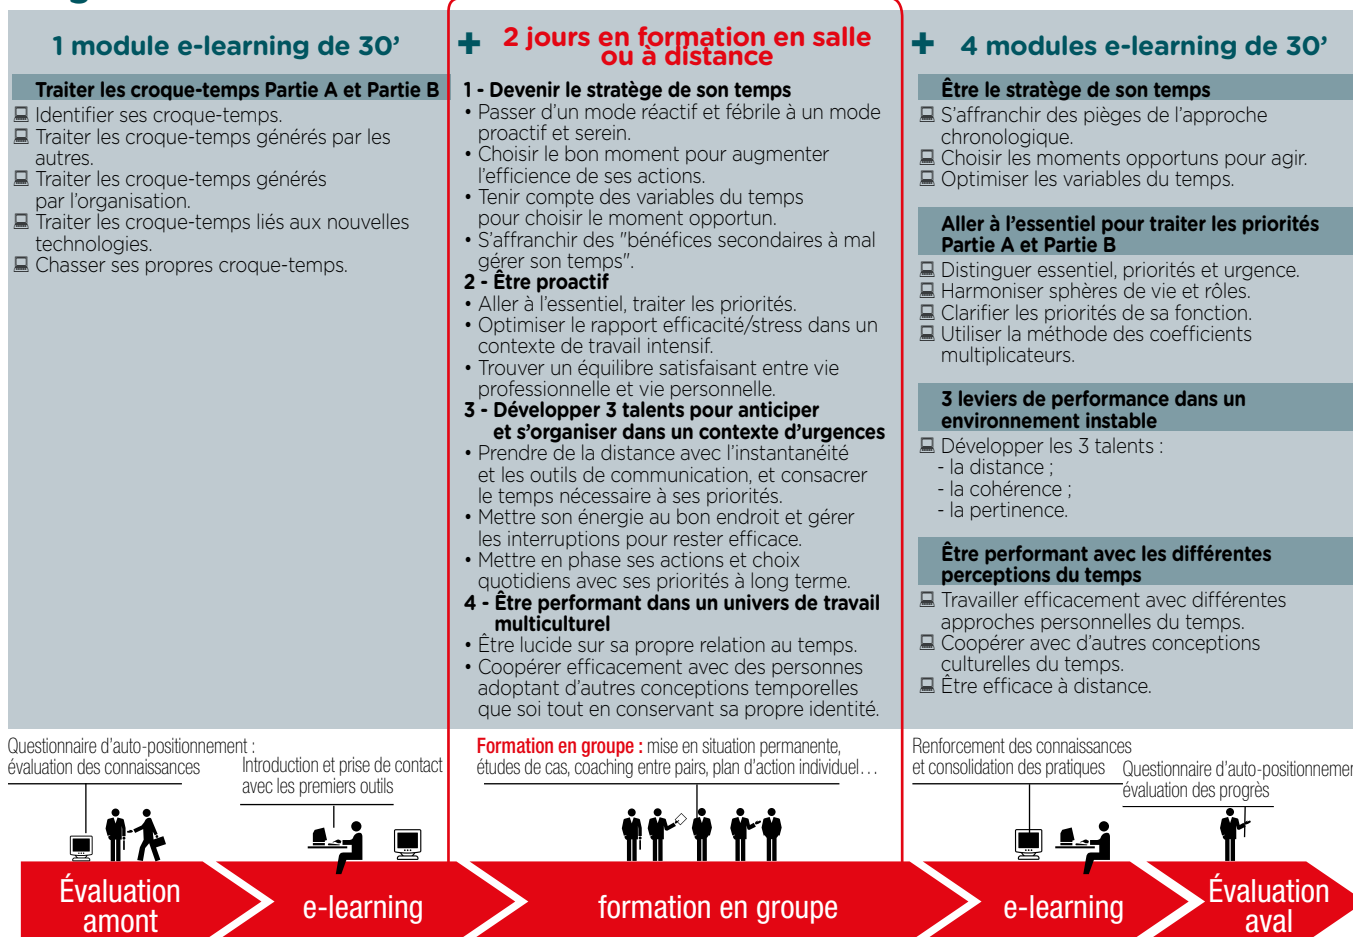 1 module e-learning de 30’
Traiter les croque-temps Partie A et Partie B
Identifier ses croque-temps.
Traiter les croque-temps générés par les
autres.
Traiter les croque-temps générés
par l’organisation.
Traiter les croque-temps liés aux nouvelles
technologies.
Chasser ses propres croque-temps.
+ 2 jours en formation en salle
ou à distance
1 - Devenir le stratège de son temps
• Passer d’un mode réactif et fébrile à un mode
proactif et serein.
• Choisir le bon moment pour augmenter
l’efficience de ses actions.
• Tenir compte des variables du temps
pour choisir le moment opportun.
• S’affranchir des "bénéfices secondaires à mal
gérer son temps".
2 - Être proactif
• Aller à l’essentiel, traiter les priorités.
• Optimiser le rapport efficacité/stress dans un
contexte de travail intensif.
• Trouver un équilibre satisfaisant entre vie
professionnelle et vie personnelle.
3 - Développer 3 talents pour anticiper
et s’organiser dans un contexte d’urgences
• Prendre de la distance avec l’instantanéité
et les outils de communication, et consacrer
le temps nécessaire à ses priorités.
• Mettre son énergie au bon endroit et gérer
les interruptions pour rester efficace.
• Mettre en phase ses actions et choix
quotidiens avec ses priorités à long terme.
4 - Être performant dans un univers de travail
multiculturel
• Être lucide sur sa propre relation au temps.
• Coopérer efficacement avec des personnes
adoptant d’autres conceptions temporelles
que soi tout en conservant sa propre identité.
+ 4 modules e-learning de 30’
Être le stratège de son temps
S’affranchir des pièges de l’approche
chronologique.
Choisir les moments opportuns pour agir.
Optimiser les variables du temps.
Aller à l’essentiel pour traiter les priorités
Partie A et Partie B
Distinguer essentiel, priorités et urgence.
Harmoniser sphères de vie et rôles.
Clarifier les priorités de sa fonction.
Utiliser la méthode des coefficients
multiplicateurs.
3 leviers de performance dans un
environnement instable
Développer les 3 talents :
- la distance ;
- la cohérence ;
- la pertinence.
Être performant avec les différentes
perceptions du temps
Travailler efficacement avec différentes
approches personnelles du temps.
Coopérer avec d’autres conceptions
culturelles du temps.
Être efficace à distance.
Questionnaire d’auto-positionnement :
évaluation des connaissances
Introduction et prise de contact
avec les premiers outils
Formation en groupe : mise en situation permanente,
études de cas, coaching entre pairs, plan d’action individuel…
Renforcement des connaissances
et consolidation des pratiques
Questionnaire d’auto-positionnemen
évaluation des progrès
Évaluation
amont
e-learning
formation en groupe
e-learning
Évaluation
aval